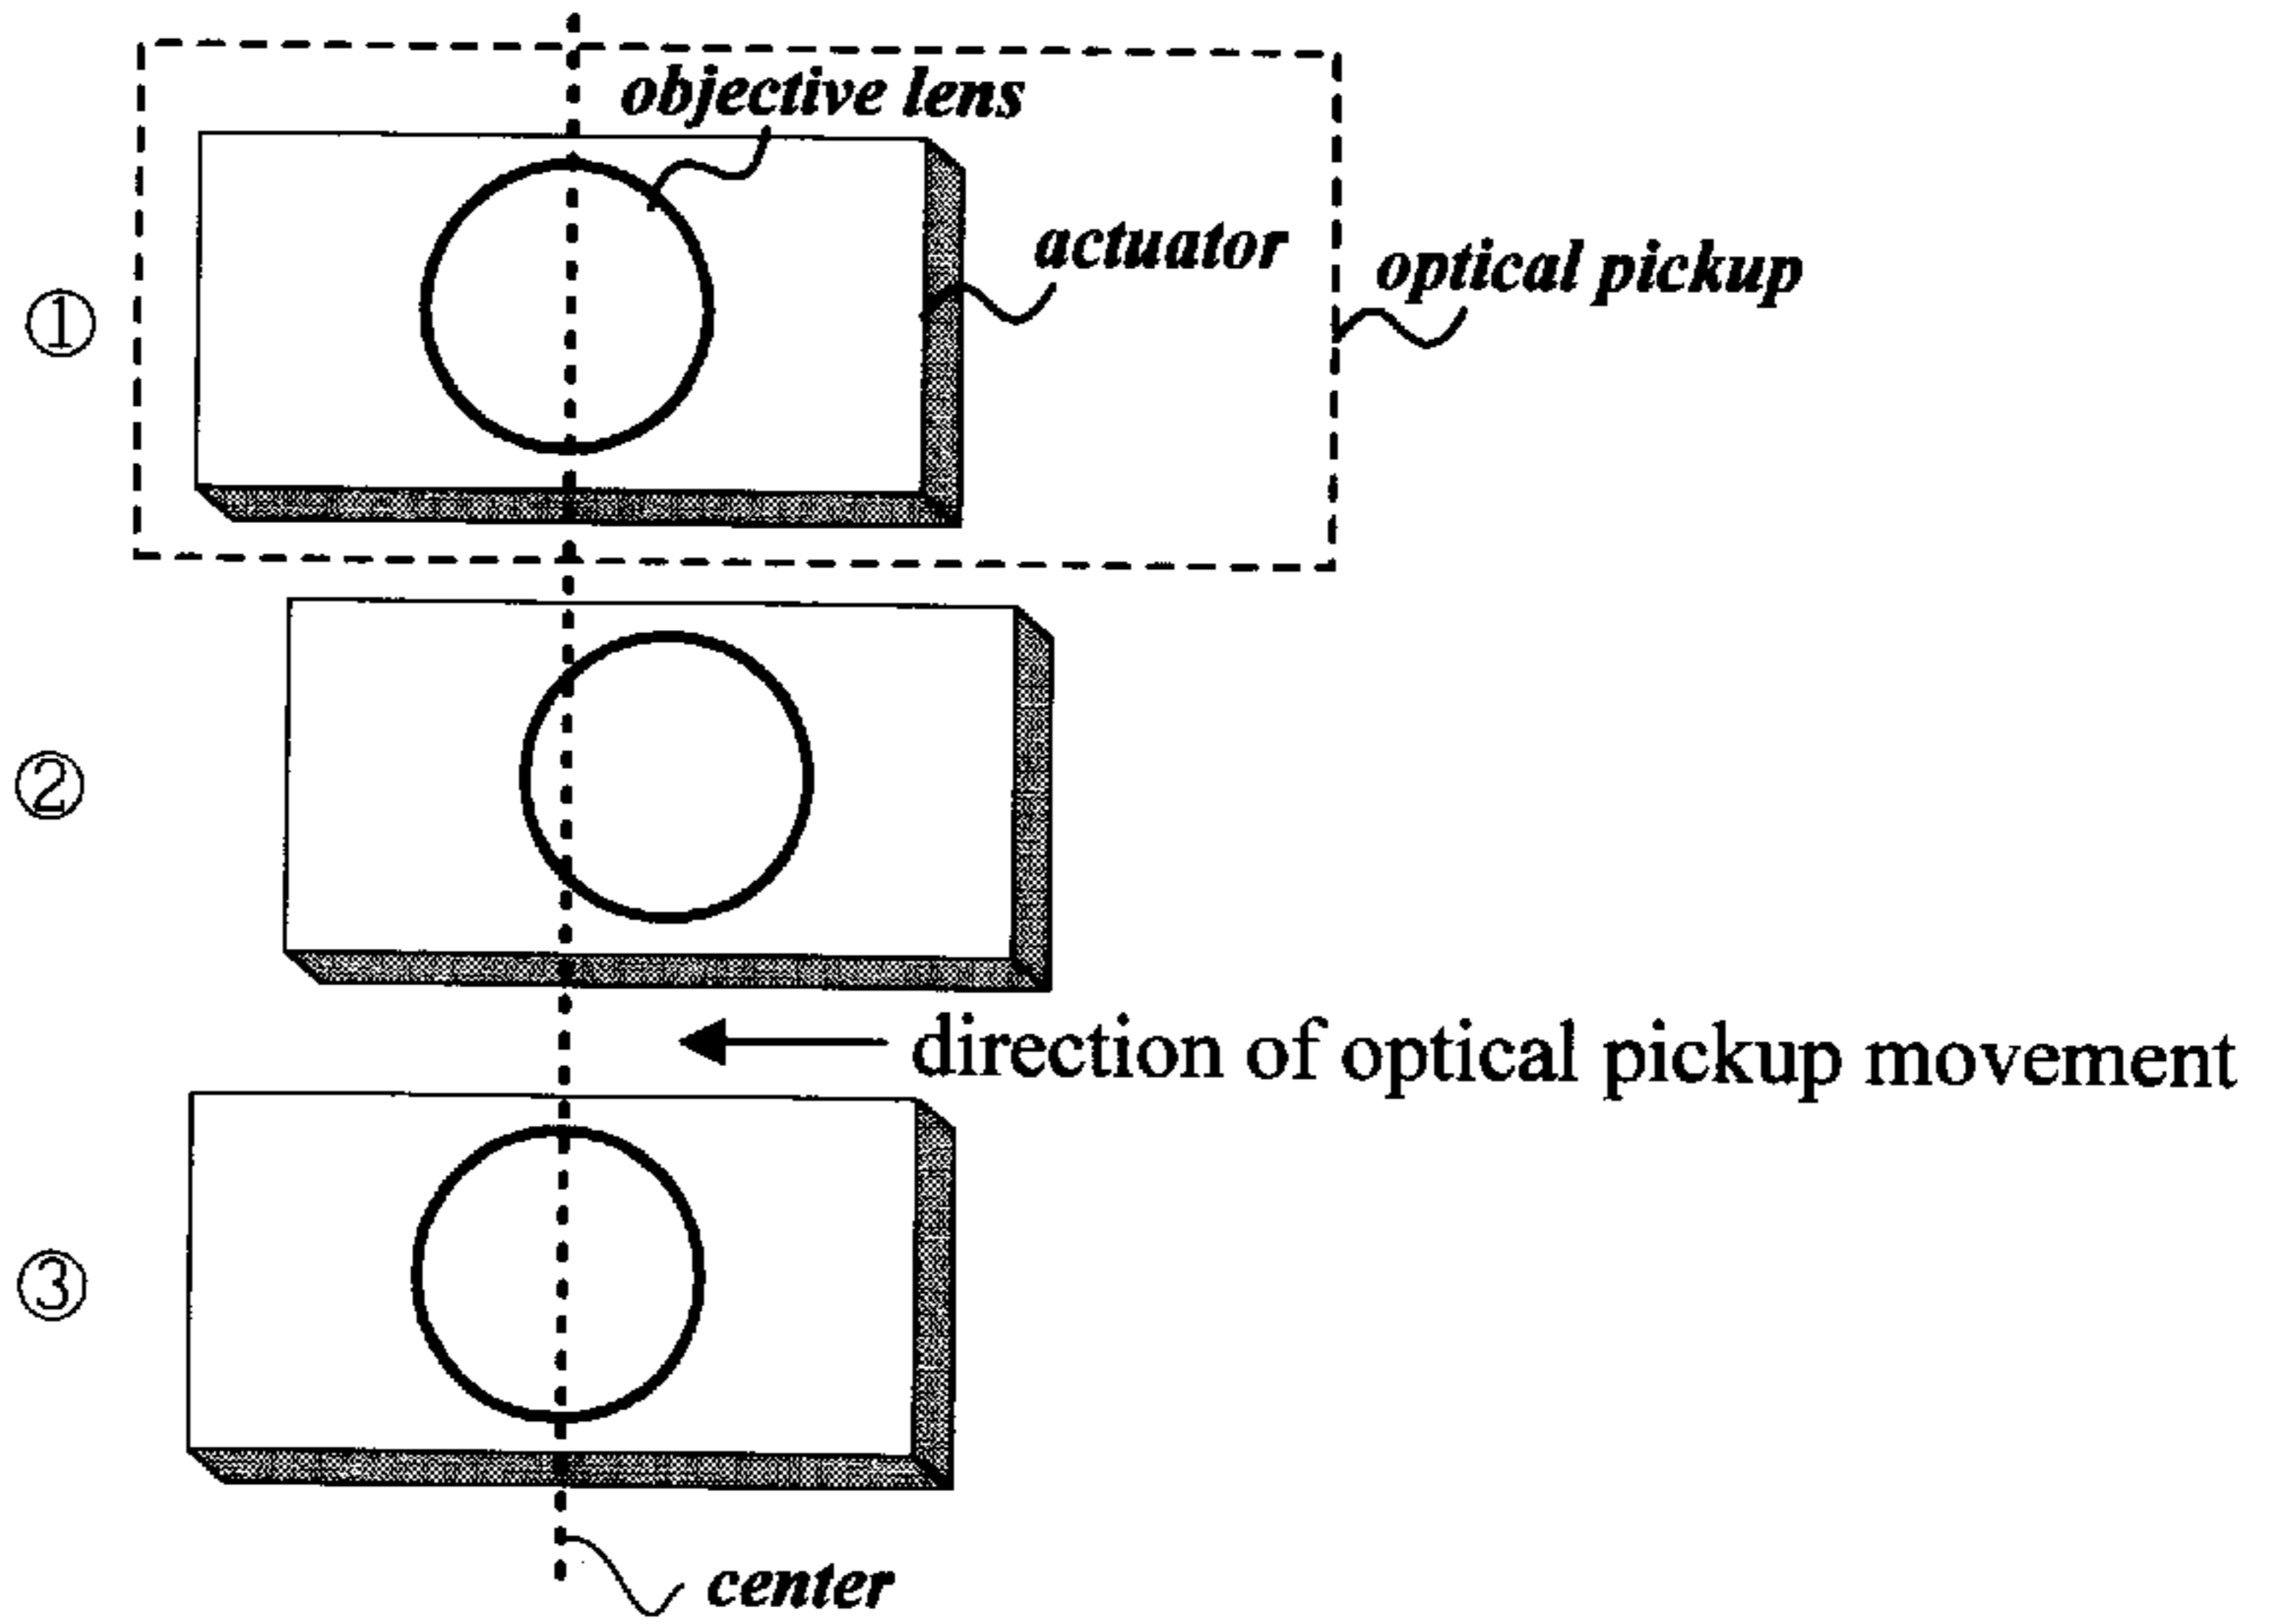 objective lens
actuator
optical pickup
①
②
direction of optical pickup movement
③
center